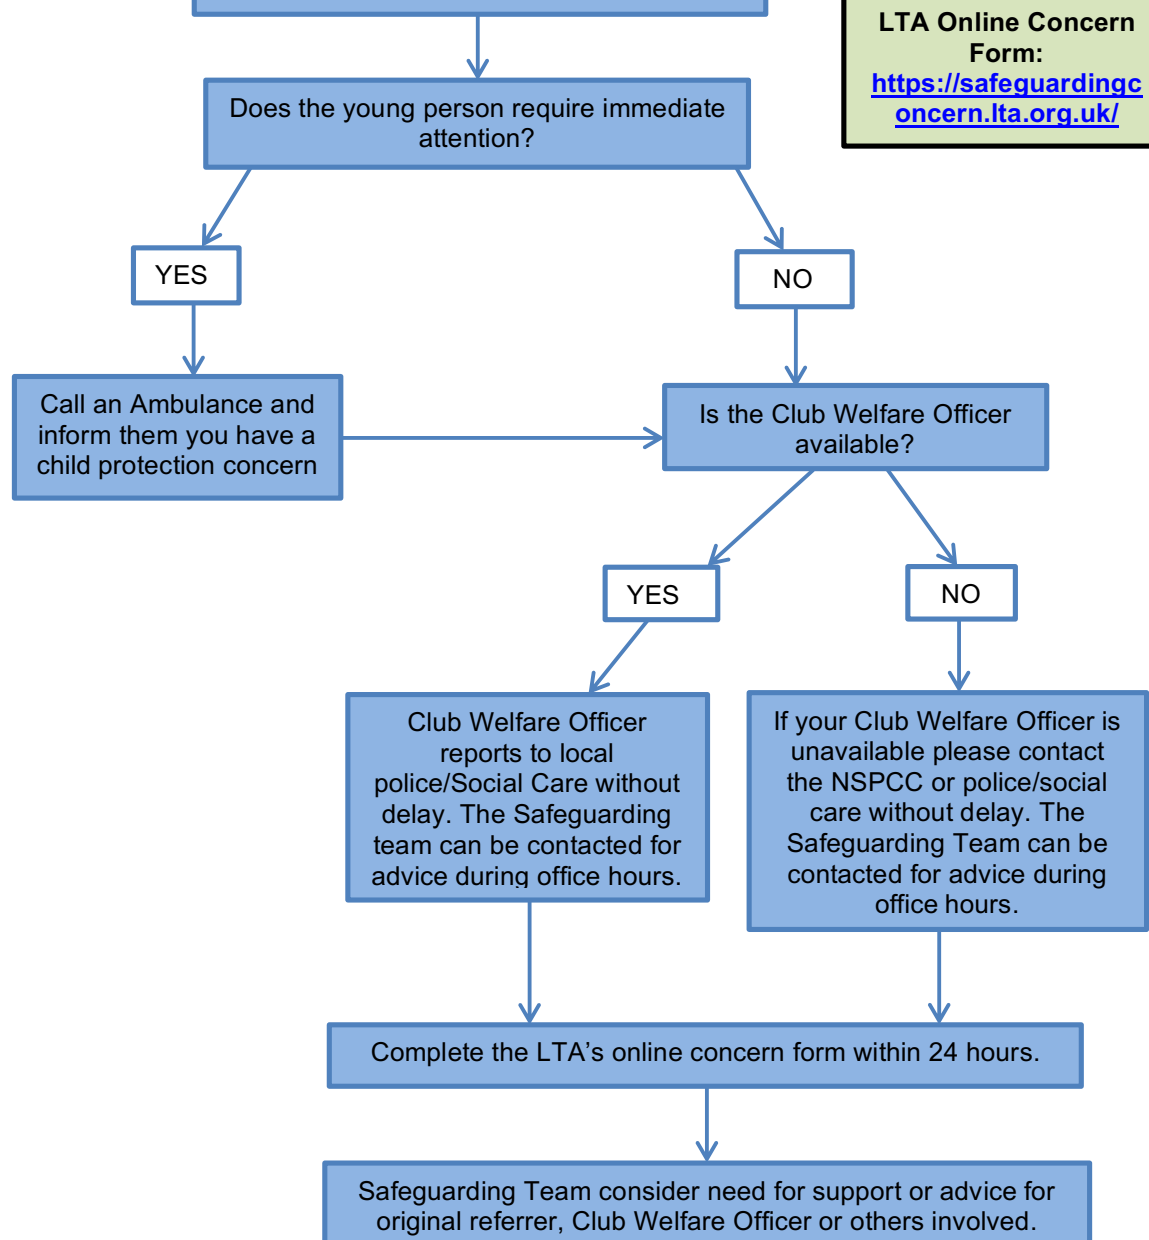 LTA Online Concern
Form:
https://safeguardingc
oncern.lta.org.uk/
Does the young person require immediate
attention?
YES
NO
Call an Ambulance and
inform them you have a
child protection concern
Is the Club Welfare Officer
available?
YES
NO
Club Welfare Officer
reports to local
police/Social Care without
delay. The Safeguarding
team can be contacted for
advice during office hours.
If your Club Welfare Officer is
unavailable please contact
the NSPCC or police/social
care without delay. The
Safeguarding Team can be
contacted for advice during
office hours.
Complete the LTA’s online concern form within 24 hours.
Safeguarding Team consider need for support or advice for
original referrer, Club Welfare Officer or others involved.